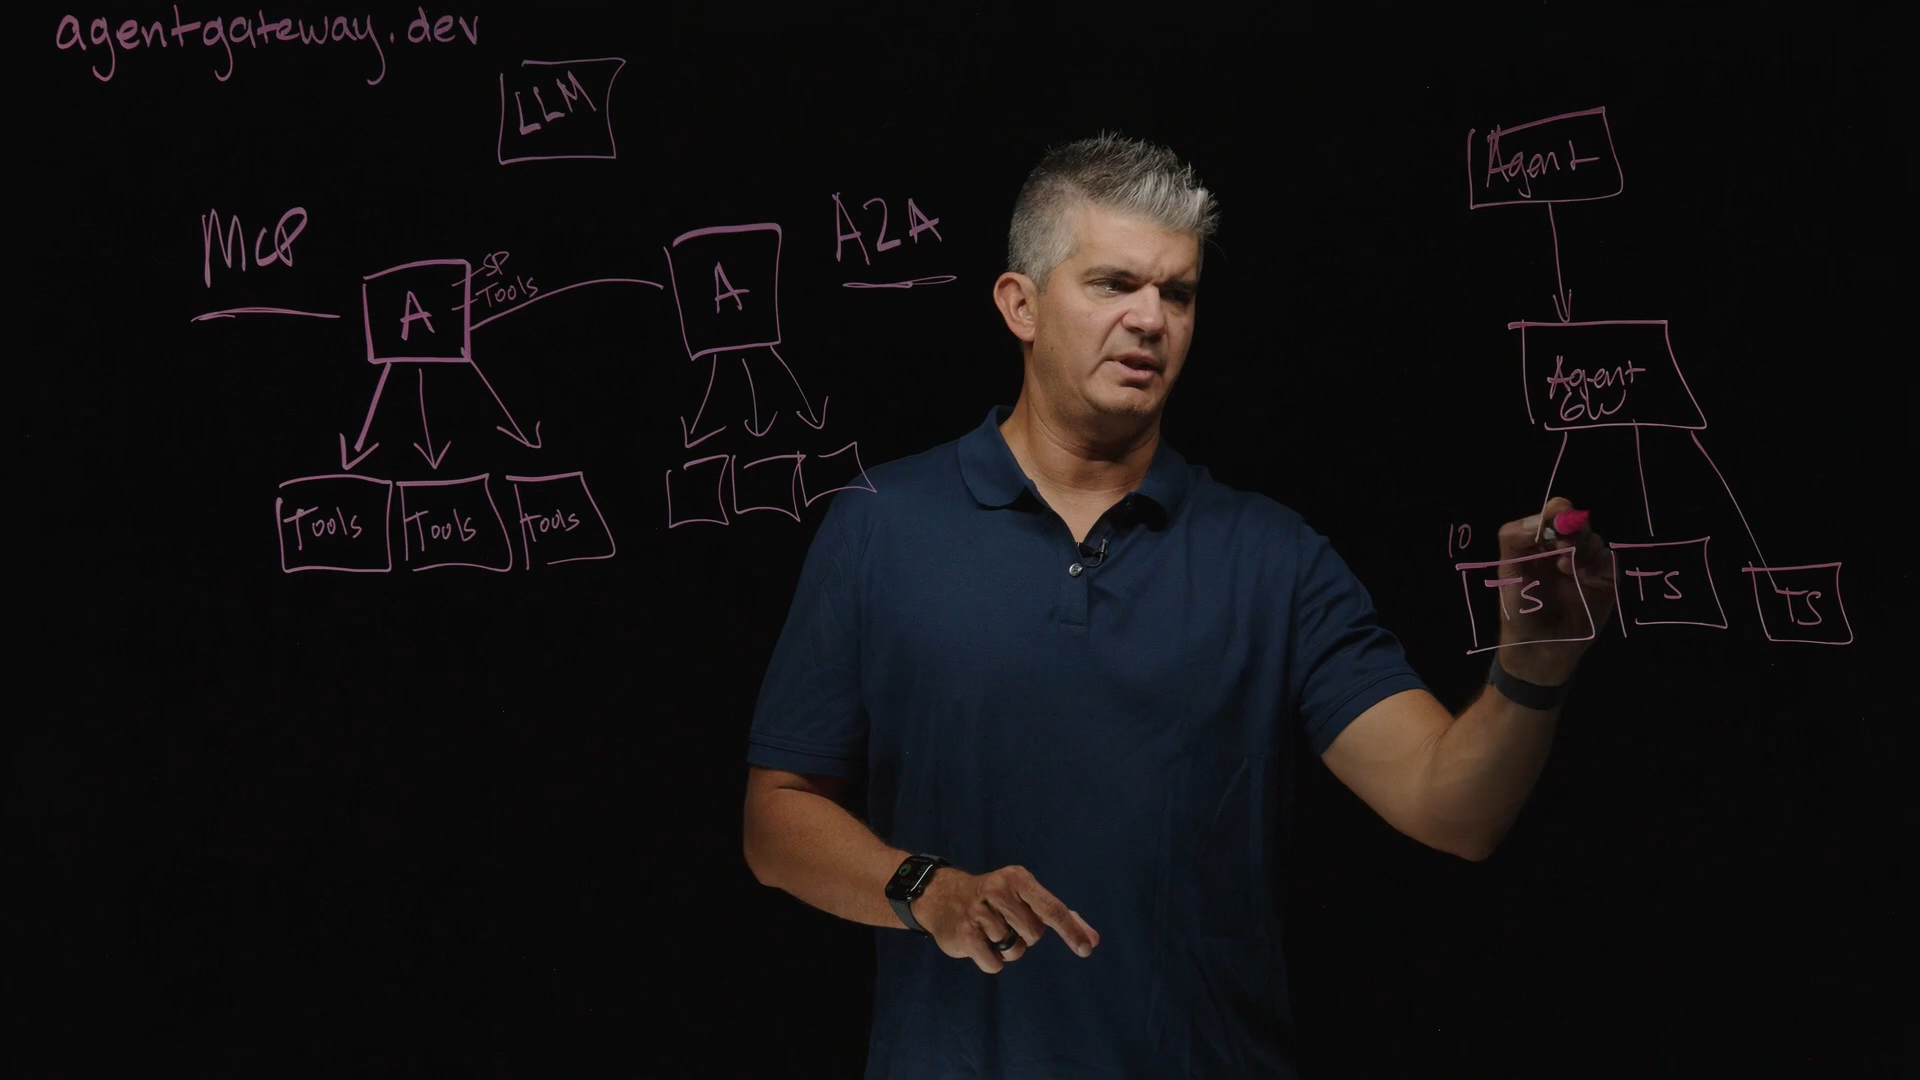 agentgateway.dev
LLM
MCP
A
SP
Tools
A
A2A
Tools
Tools
Tools
Agent
Agent
GW
10
TS
TS
TS